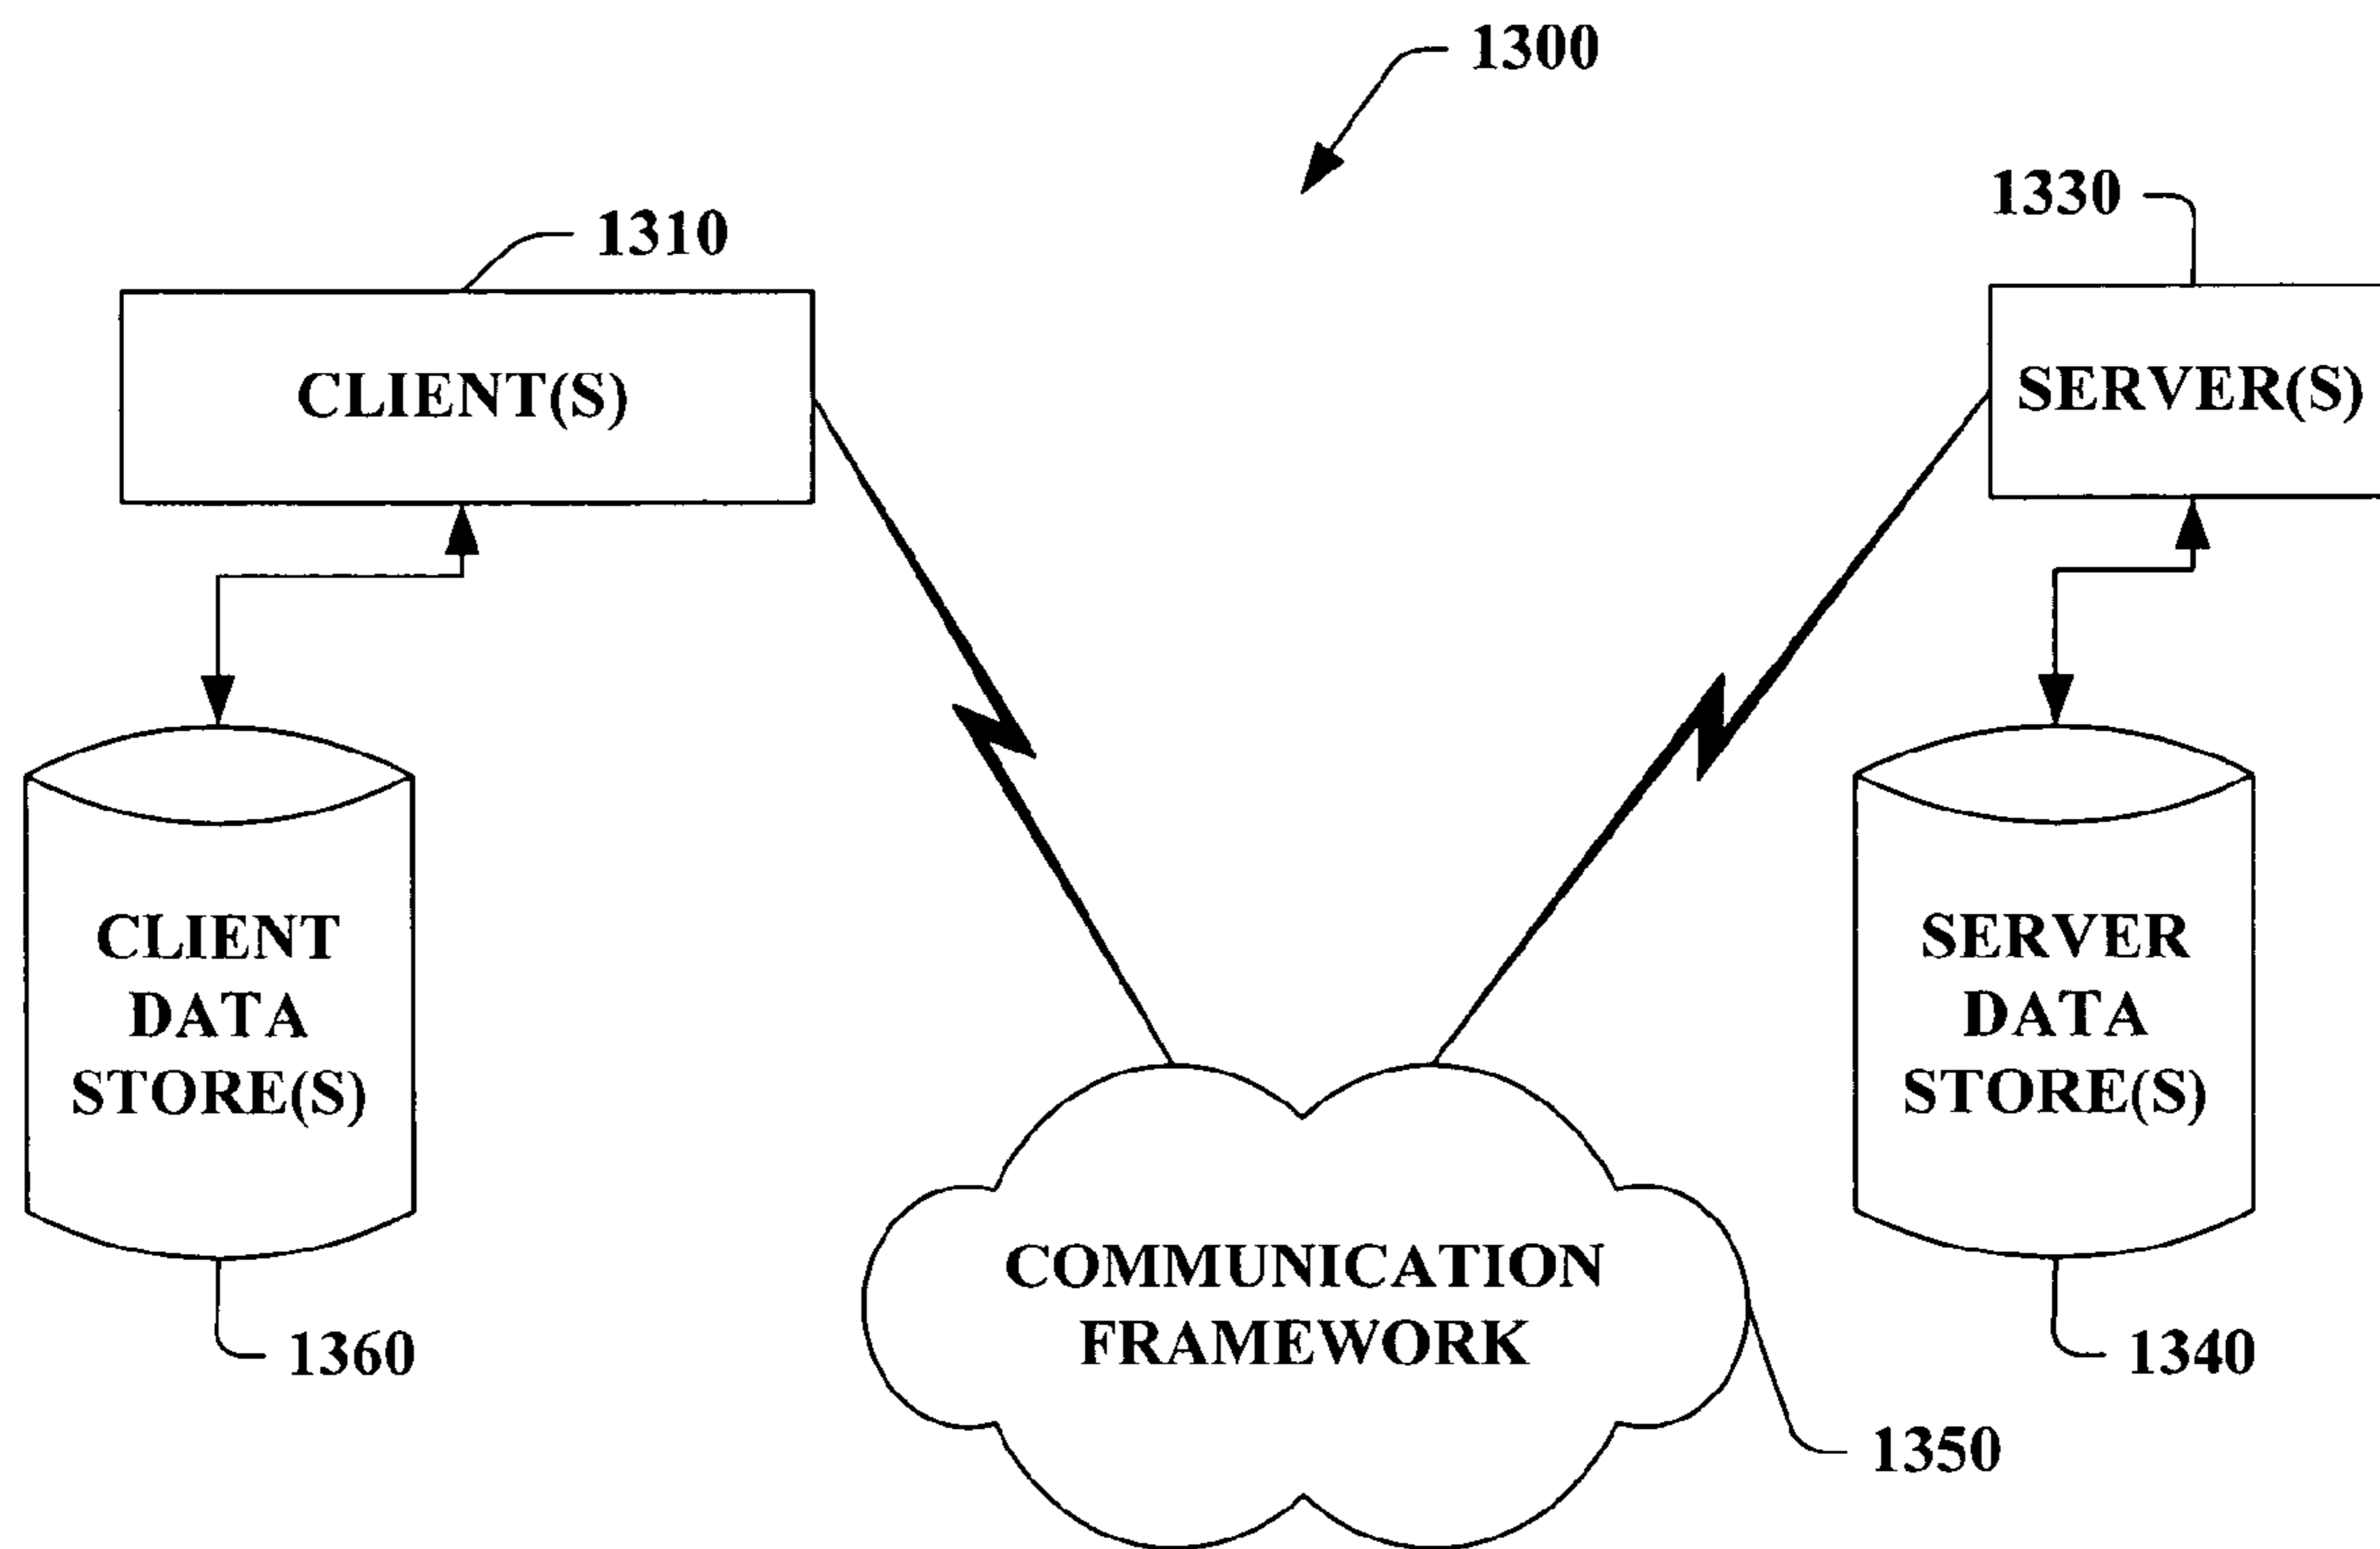 1300
1330
1310
CLIENT(S)
SERVER(S)
CLIENT
DATA
STORE(S)
SERVER
DATA
STORE(S)
COMMUNICATION
FRAMEWORK
1360
1340
1350